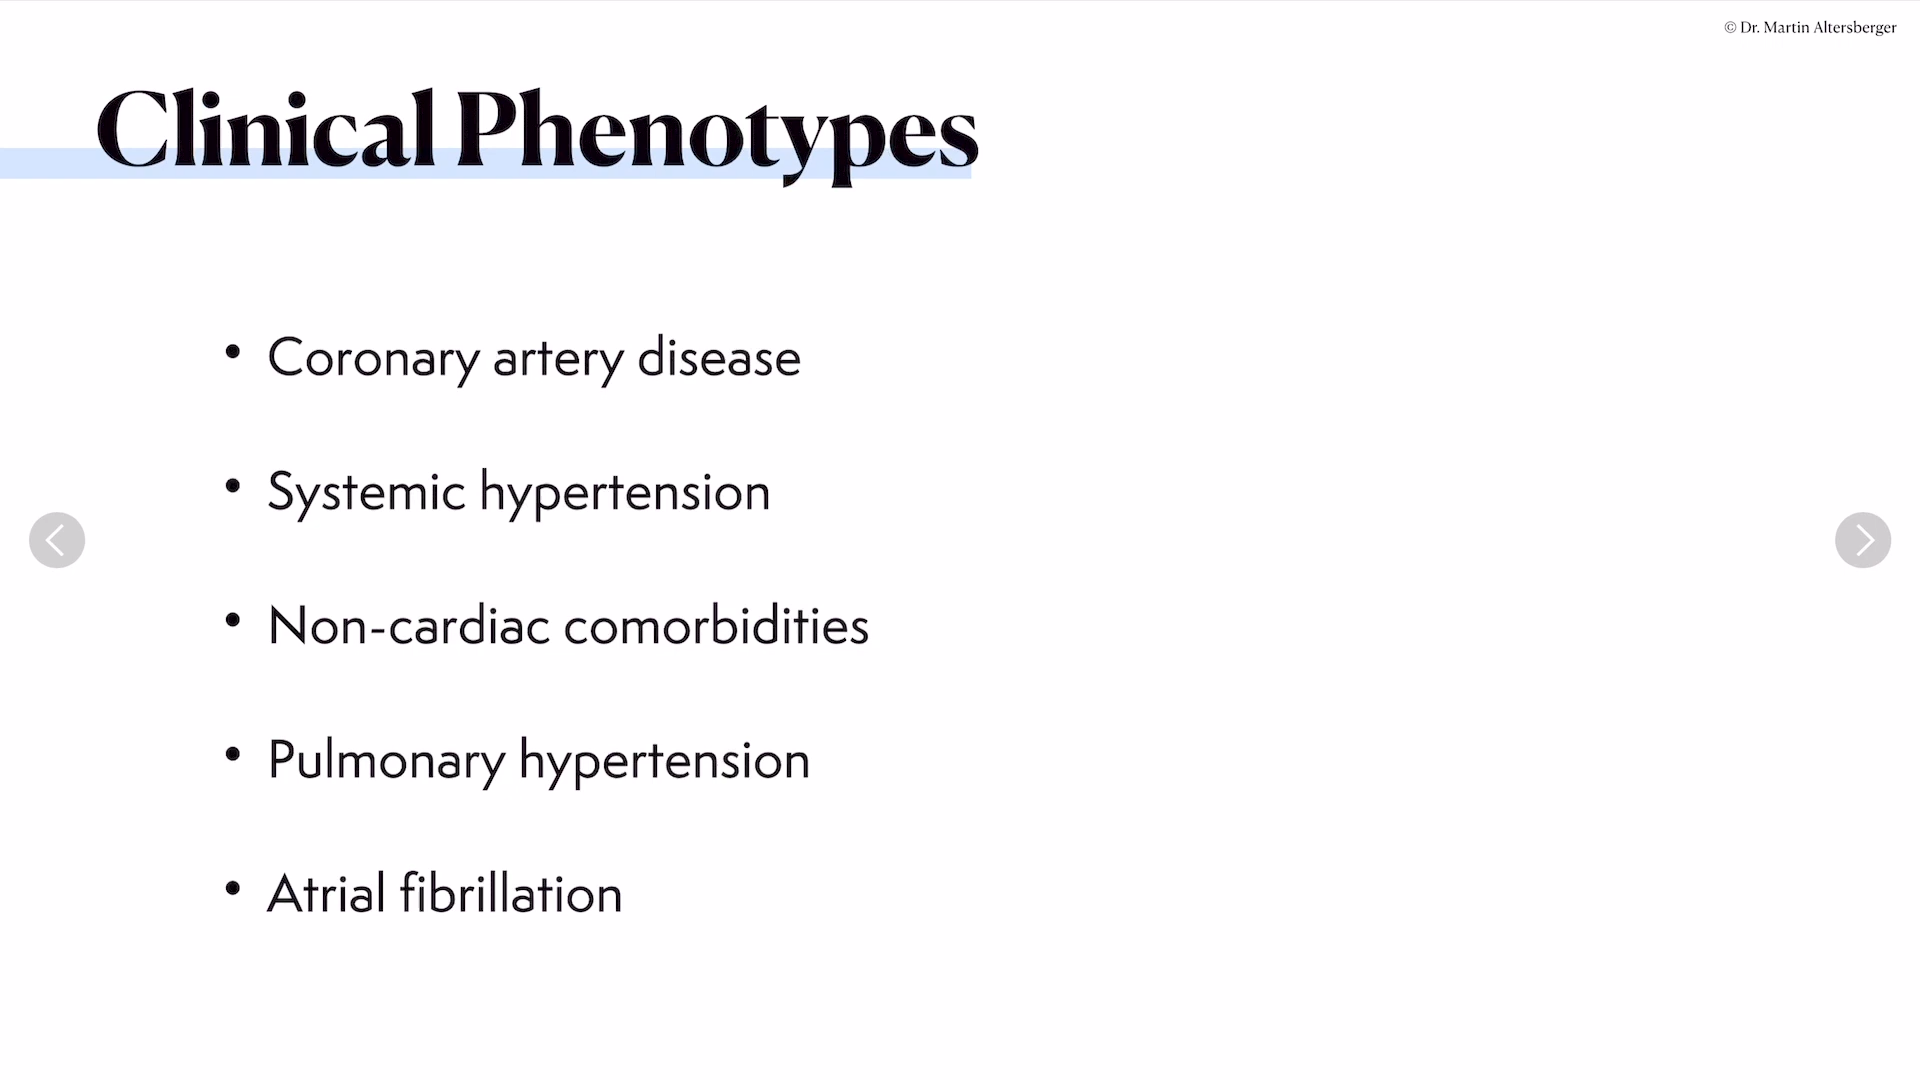 © Dr. Martin Altersberger
Clinical Phenotypes
• Coronary artery disease
• Systemic hypertension
• Non-cardiac comorbidities
• Pulmonary hypertension
• Atrial fibrillation